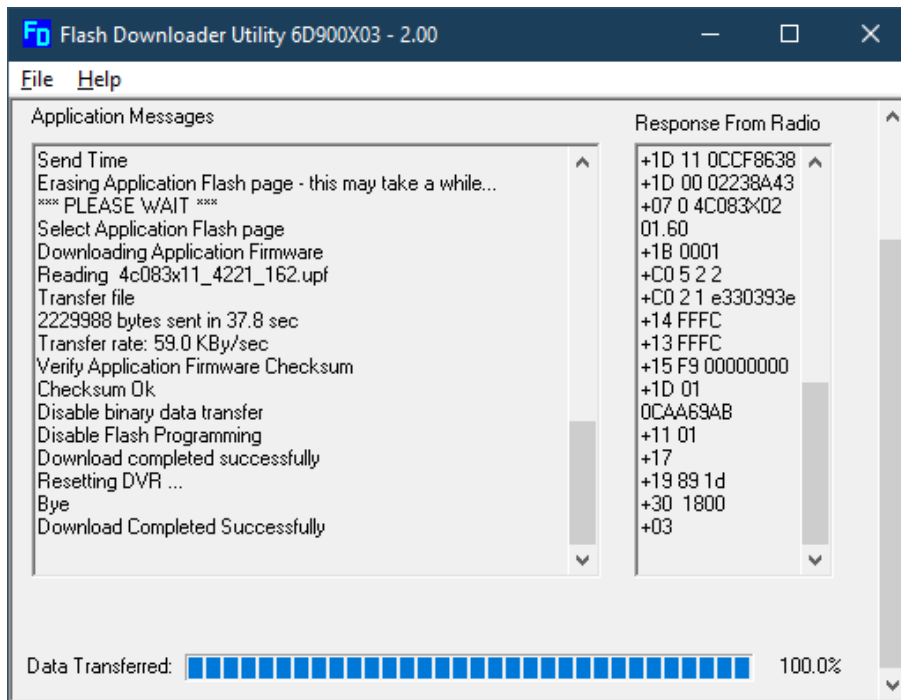 FD Flash Downloader Utility 6D900X03 - 2.00
File Help
Application Messages
Send Time
Erasing Application Flash page - this may take a while...
*** PLEASE WAIT ***
Select Application Flash page
Downloading Application Firmware
Reading 4c083x11_4221_162.upf
Transfer file
2229988 bytes sent in 37.8 sec
Transfer rate: 59.0 KBy/sec
Verify Application Firmware Checksum
Checksum Ok
Disable binary data transfer
Disable Flash Programming
Download completed successfully
Resetting DVR ...
Bye
Download Completed Successfully
Response From Radio
+1D 11 0CCF8638
+1D 00 02238A43
+07 0 4C083X02
01.60
+1B 0001
+C0 5 2 2
+C0 2 1 e330393e
+14 FFFC
+13 FFFC
+15 F9 00000000
+1D 01
0CAA69AB
+11 01
+17
+19 89 1d
+30 1800
+03
Data Transferred: 100.0%